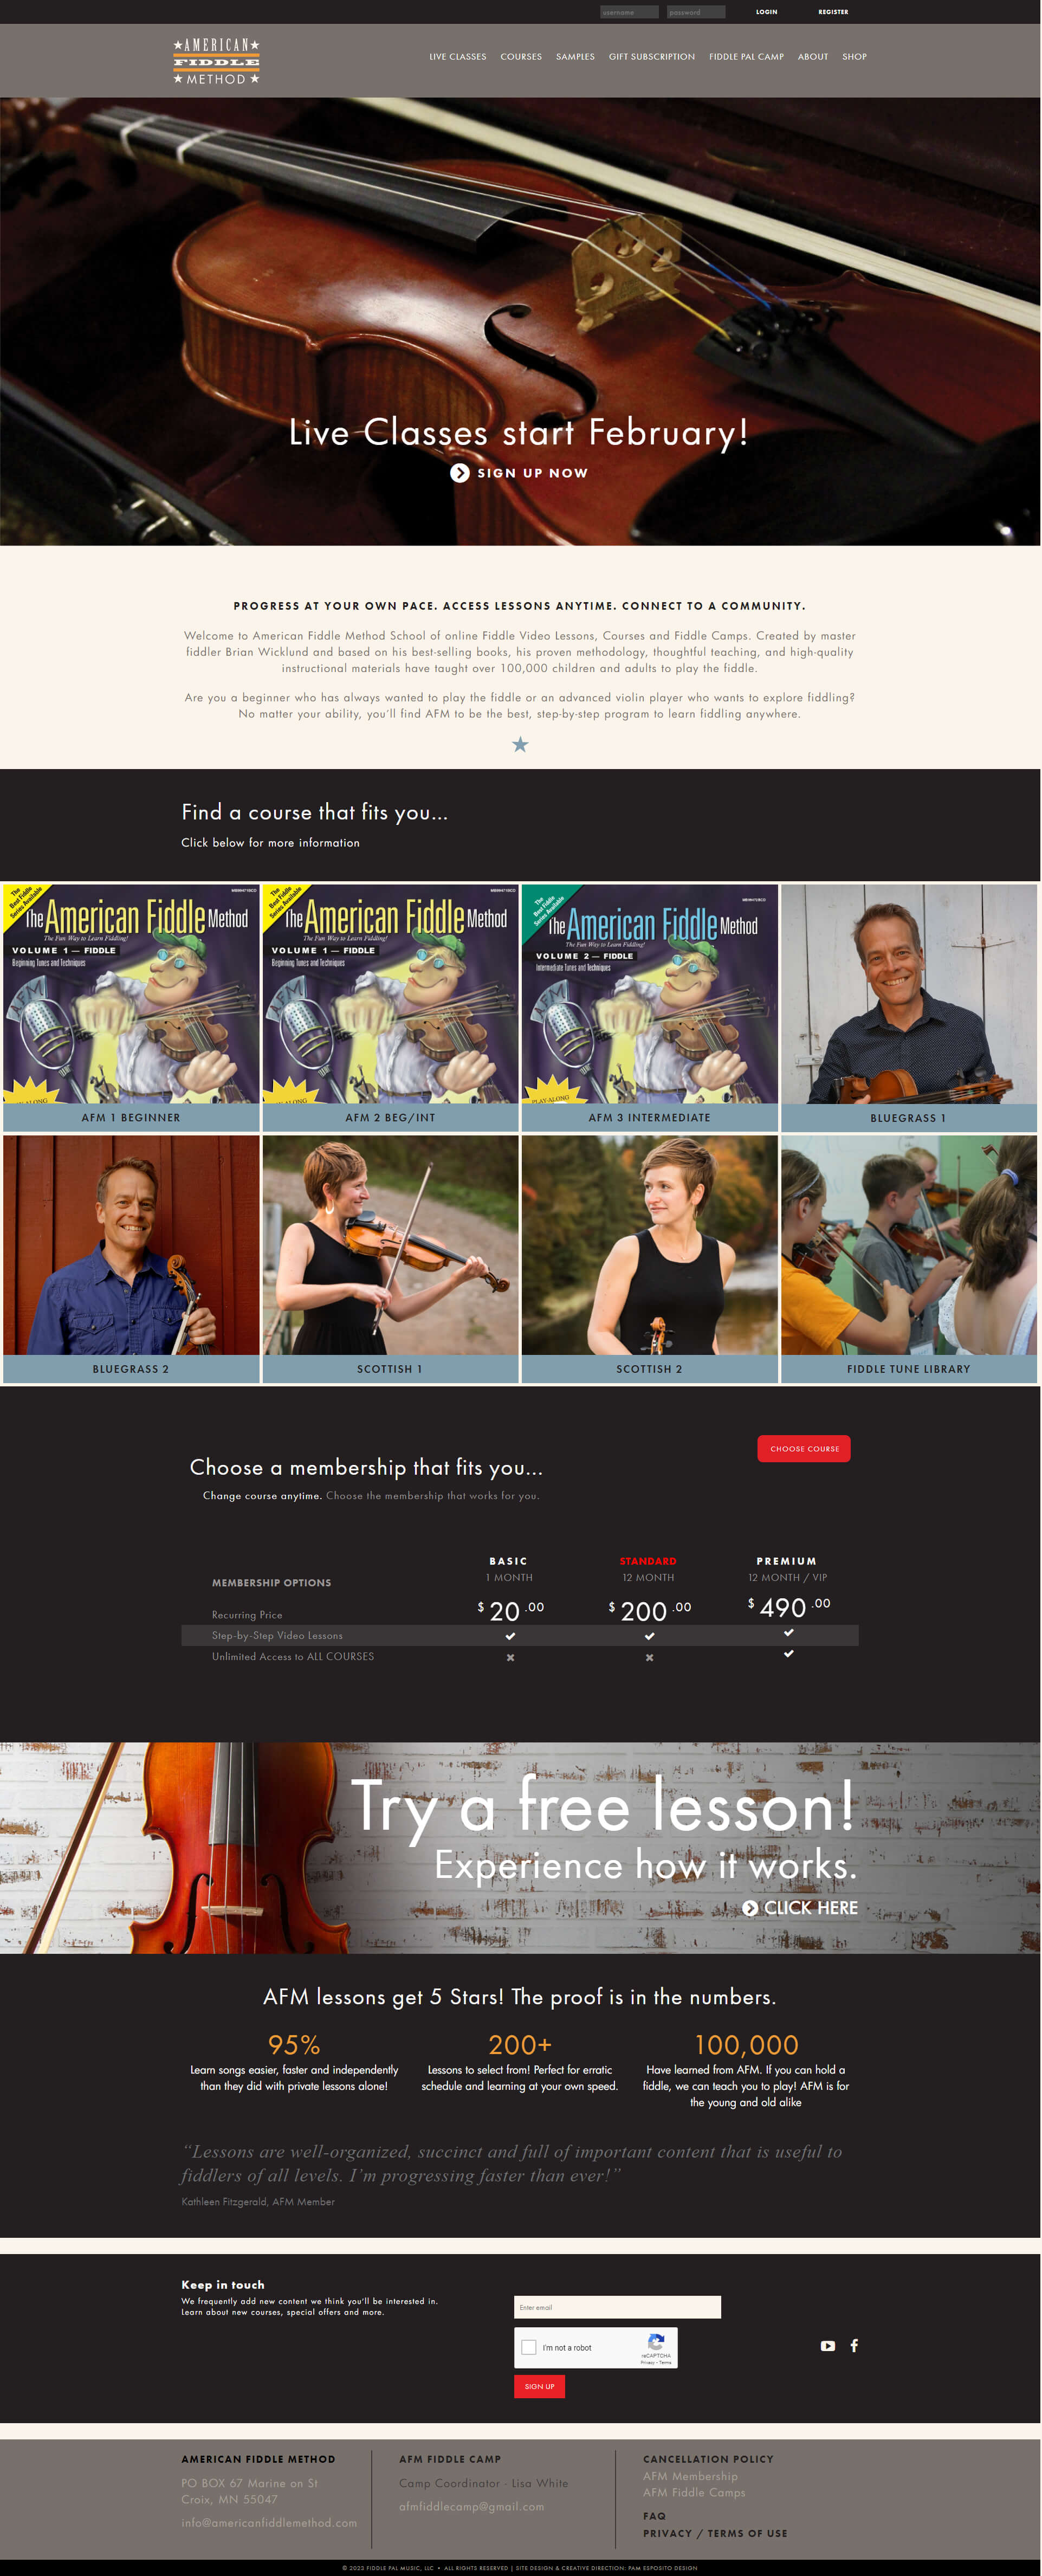 username password LOGIN REGISTER
★AMERICAN★
FIDDLE
★ METHOD ★
LIVE CLASSES COURSES SAMPLES GIFT SUBSCRIPTION FIDDLE PAL CAMP ABOUT SHOP
Live Classes start February!
SIGN UP NOW
PROGRESS AT YOUR OWN PACE. ACCESS LESSONS ANYTIME. CONNECT TO A COMMUNITY.
Welcome to American Fiddle Method School of online Fiddle Video Lessons, Courses and Fiddle Camps. Created by master
fiddler Brian Wicklund and based on his best-selling books, his proven methodology, thoughtful teaching, and high-quality
instructional materials have taught over 100,000 children and adults to play the fiddle.
Are you a beginner who has always wanted to play the fiddle or an advanced violin player who wants to explore fiddling?
No matter your ability, you'll find AFM to be the best, step-by-step program to learn fiddling anywhere.
Find a course that fits you...
Click below for more information
The Best Fiddle Series Available
The American Fiddle Method
The Fun Way to Learn Fiddling!
VOLUME 1 — FIDDLE
Beginning Tunes and Techniques
AFM
AFM 1 BEGINNER
The Best Fiddle Series Available
The American Fiddle Method
The Fun Way to Learn Fiddling!
VOLUME 1 — FIDDLE
Beginning Tunes and Techniques
AFM
AFM 2 BEG/INT
The Best Fiddle Series Available
The American Fiddle Method
The Fun Way to Learn Fiddling!
VOLUME 2 — FIDDLE
Intermediate Tunes and Techniques
AFM
PLAY-ALONG
AFM 3 INTERMEDIATE
BLUEGRASS 1
BLUEGRASS 2
SCOTTISH 1
SCOTTISH 2
FIDDLE TUNE LIBRARY
CHOOSE COURSE
Choose a membership that fits you...
Change course anytime. Choose the membership that works for you.
BASIC STANDARD PREMIUM
1 MONTH 12 MONTH 12 MONTH / VIP
MEMBERSHIP OPTIONS
Recurring Price $ 20 .00 $ 200 .00 $ 490 .00
Step-by-Step Video Lessons ✔ ✔ ✔
Unlimited Access to ALL COURSES ✖ ✖ ✔
Try a free lesson!
Experience how it works.
CLICK HERE
AFM lessons get 5 Stars! The proof is in the numbers.
95%
Learn songs easier, faster and independently
than they did with private lessons alone!
200+
Lessons to select from! Perfect for erratic
schedule and learning at your own speed.
100,000
Have learned from AFM. If you can hold a
fiddle, we can teach you to play! AFM is for
the young and old alike
“Lessons are well-organized, succinct and full of important content that is useful to
fiddlers of all levels. I’m progressing faster than ever!”
Kathleen Fitzgerald, AFM Member
Keep in touch
We frequently add new content we think you'll be interested in.
Learn about new courses, special offers and more.
Enter email
I'm not a robot
reCAPTCHA
Privacy - Terms
SIGN UP
AMERICAN FIDDLE METHOD
PO BOX 67 Marine on St
Croix, MN 55047
info@americanfiddlemethod.com
AFM FIDDLE CAMP
Camp Coordinator - Lisa White
afmfiddlecamp@gmail.com
CANCELLATION POLICY
AFM Membership
AFM Fiddle Camps
FAQ
PRIVACY / TERMS OF USE
© 2023 FIDDLE PAL MUSIC, LLC • ALL RIGHTS RESERVED | SITE DESIGN & CREATIVE DIRECTION: PAM ESPOSITO DESIGN